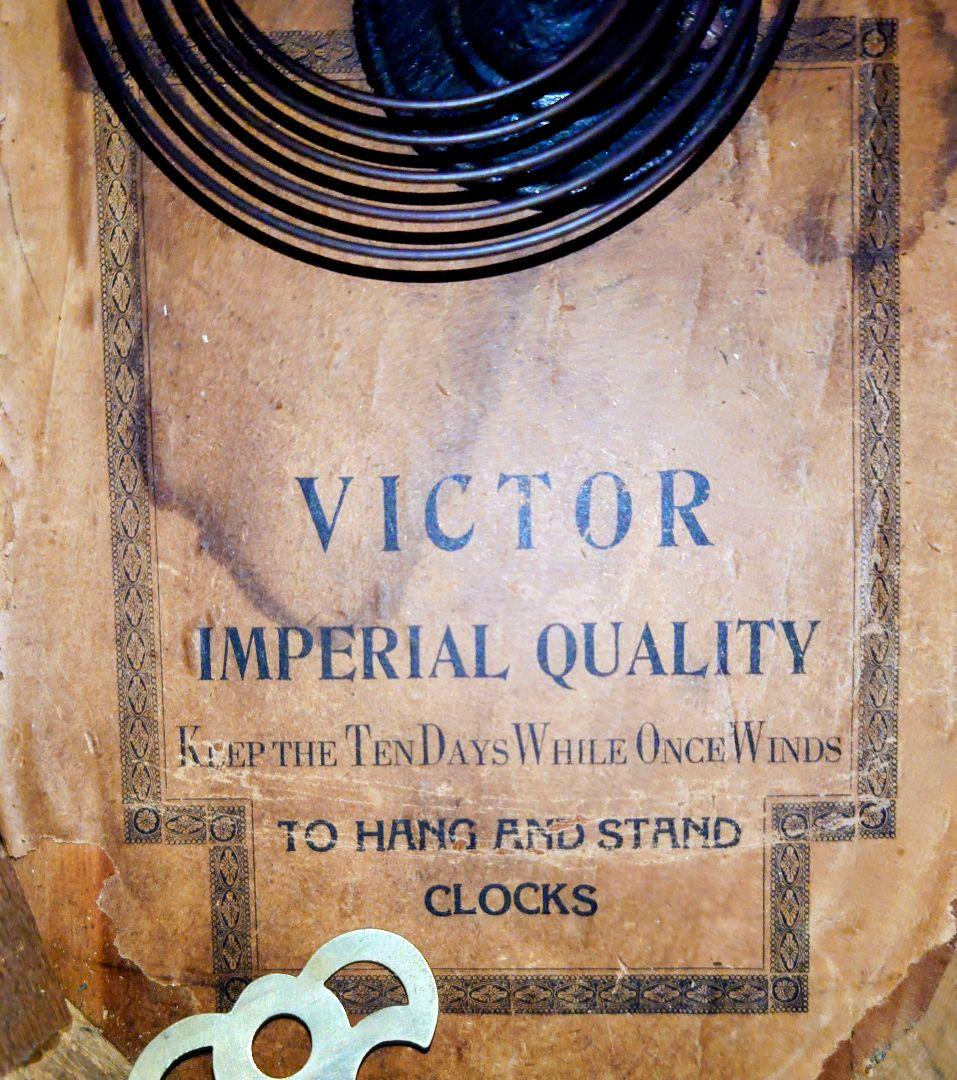 VICTOR
IMPERIAL QUALITY
KEEP THE TEN DAYS WHILE ONCE WINDS
TO HANG AND STAND
CLOCKS